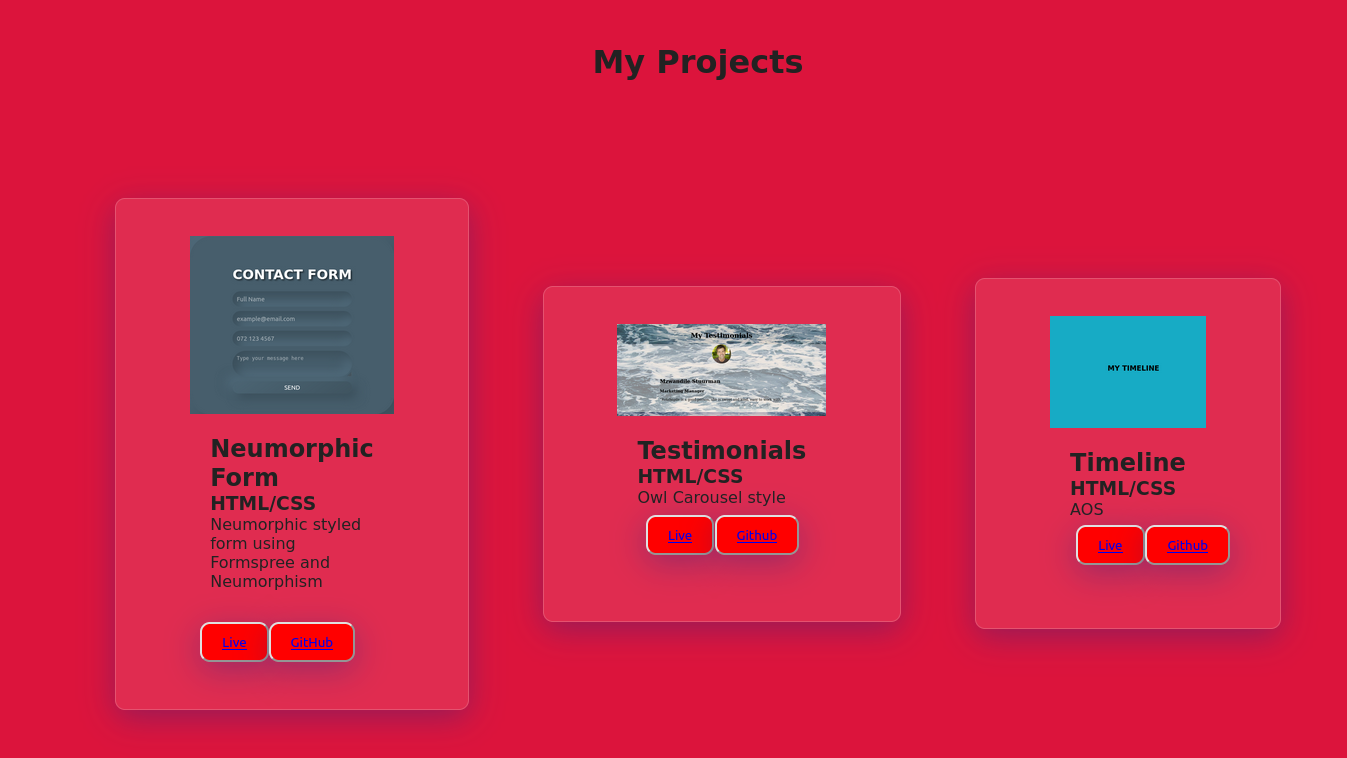 My Projects
CONTACT FORM
Full Name
example@email.com
072 123 4567
Type your message here
SEND
Neumorphic
Form
HTML/CSS
Neumorphic styled
form using
Formspree and
Neumorphism
Live
GitHub
My Testimonials
Mzwandile Stuurman
Marketing Manager
Testimonials
HTML/CSS
Owl Carousel style
Live
Github
MY TIMELINE
Timeline
HTML/CSS
AOS
Live
Github